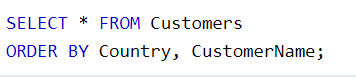 SELECT * FROM Customers
ORDER BY Country, CustomerName;